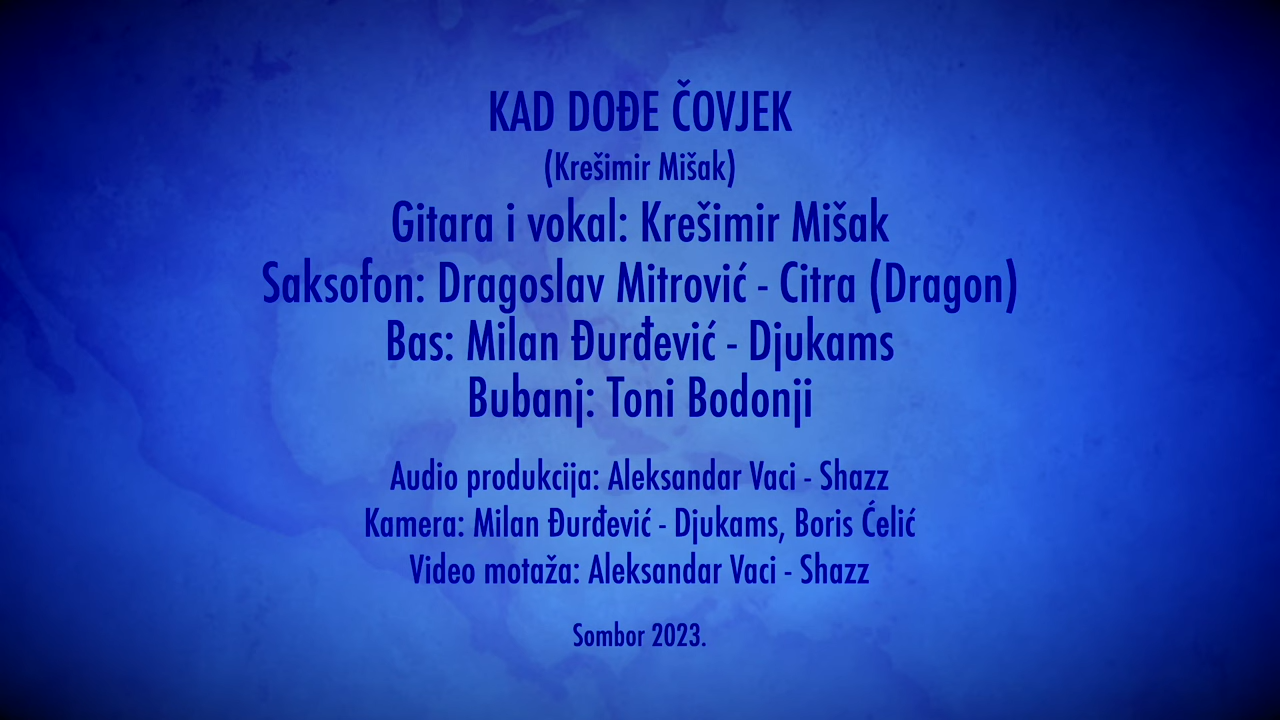 KAD DOĐE ČOVJEK
(Krešimir Mišak)
Gitara i vokal: Krešimir Mišak
Saksofon: Dragoslav Mitrović - Citra (Dragon)
Bas: Milan Đurđević - Djukams
Bubanj: Toni Bodonji
Audio produkcija: Aleksandar Vaci - Shazz
Kamera: Milan Đurđević - Djukams, Boris Ćelić
Video motaža: Aleksandar Vaci - Shazz
Sombor 2023.